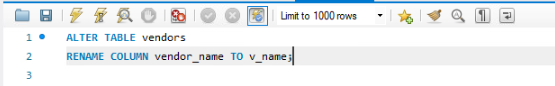 Limit to 1000 rows
1 ALTER TABLE vendors
2 RENAME COLUMN vendor_name TO v_name;
3